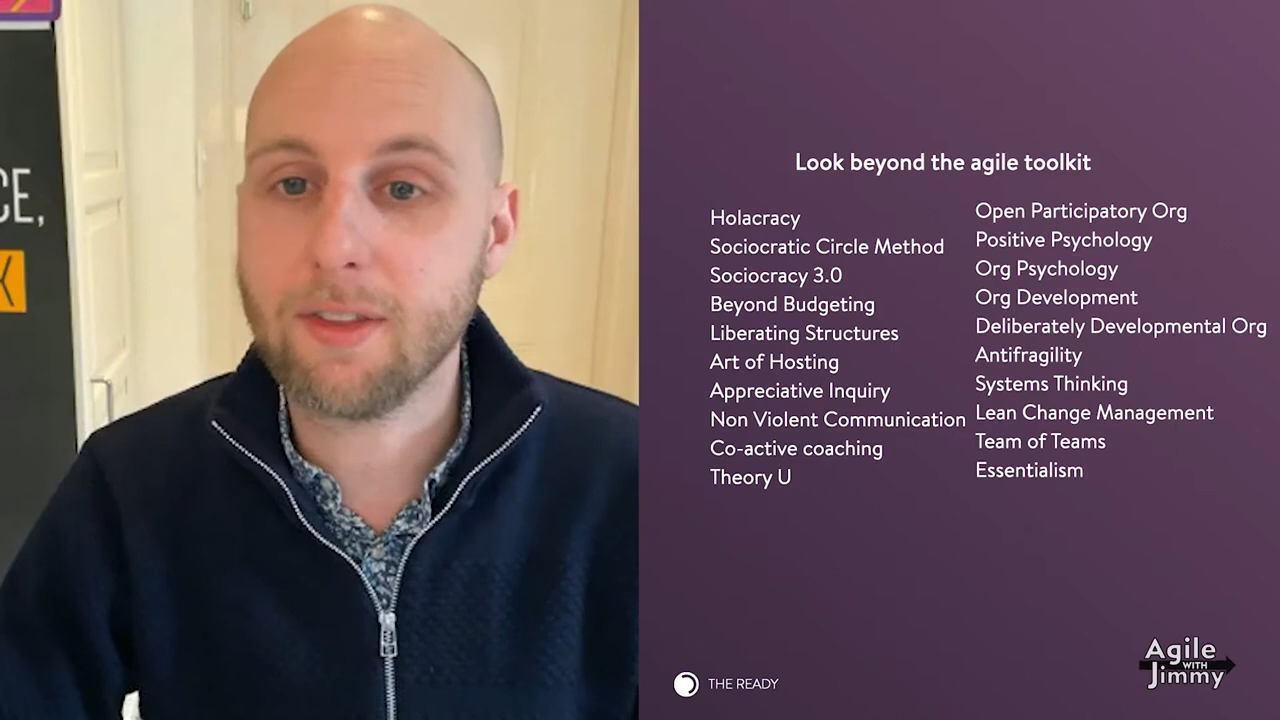 CE,
Look beyond the agile toolkit
Holacracy
Sociocratic Circle Method
Sociocracy 3.0
Beyond Budgeting
Liberating Structures
Art of Hosting
Appreciative Inquiry
Non Violent Communication
Co-active coaching
Theory U
Open Participatory Org
Positive Psychology
Org Psychology
Org Development
Deliberately Developmental Org
Antifragility
Systems Thinking
Lean Change Management
Team of Teams
Essentialism
THE READY
Agile
WITH
Jimmy